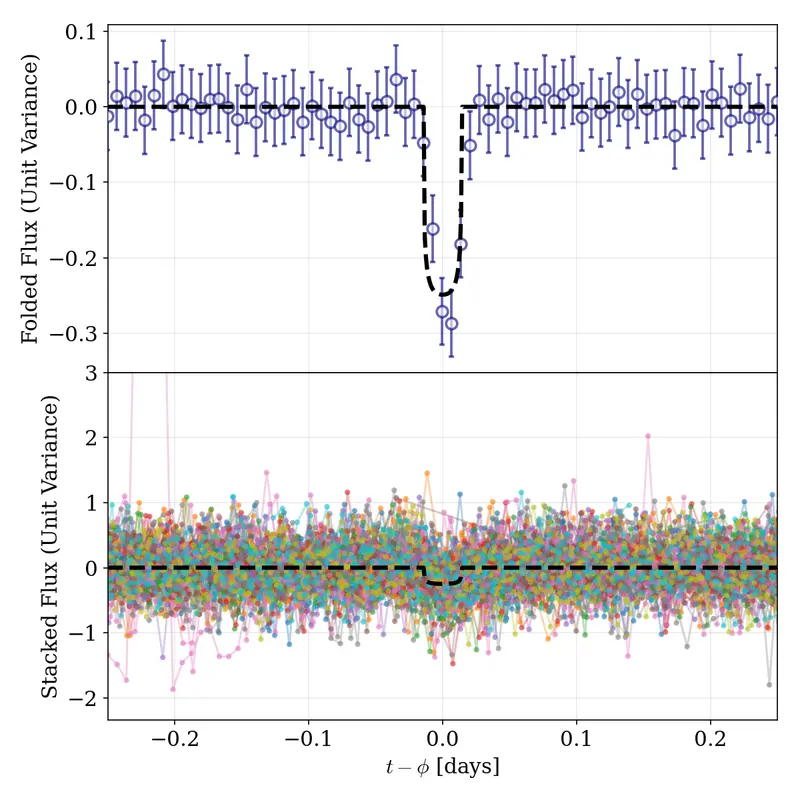 0.1
0.0
−0.1
−0.2
−0.3
Folded Flux (Unit Variance)
3
2
1
0
−1
−2
Stacked Flux (Unit Variance)
−0.2 −0.1 0.0 0.1 0.2
t − ϕ [days]